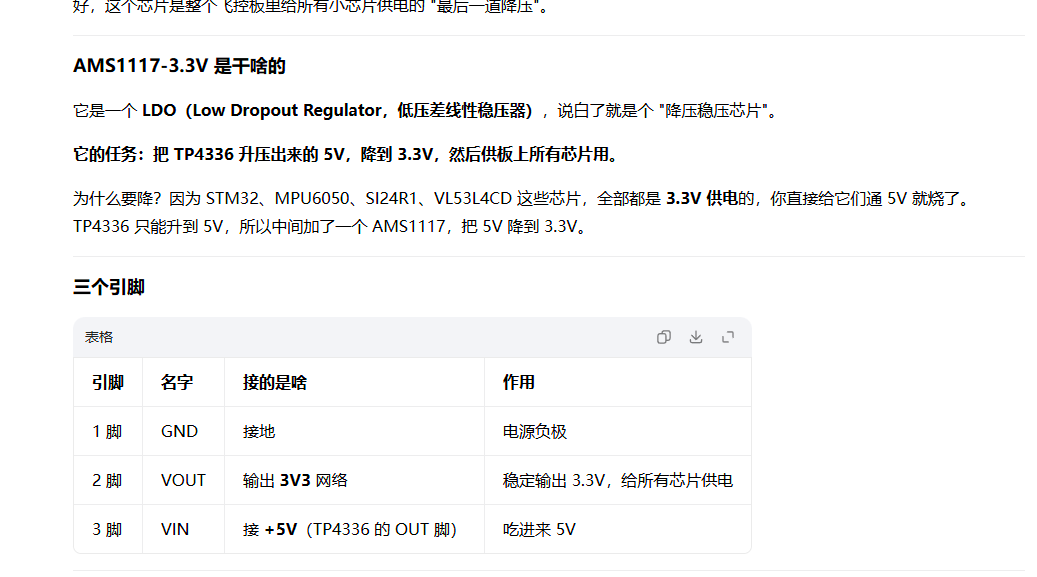 好，这个芯片是整个飞控板里给所有小芯片供电的 "最后一道降压"。
AMS1117-3.3V 是干啥的
它是一个 LDO（Low Dropout Regulator，低压差线性稳压器），说白了就是个 "降压稳压芯片"。
它的任务：把 TP4336 升压出来的 5V，降到 3.3V，然后供板上所有芯片用。
为什么要降？因为 STM32、MPU6050、SI24R1、VL53L4CD 这些芯片，全部都是 3.3V 供电的，你直接给它们通 5V 就烧了。
TP4336 只能升到 5V，所以中间加了一个 AMS1117，把 5V 降到 3.3V。
三个引脚
表格
引脚 名字 接的是啥 作用
1 脚 GND 接地 电源负极
2 脚 VOUT 输出 3V3 网络 稳定输出 3.3V，给所有芯片供电
3 脚 VIN 接 +5V（TP4336 的 OUT 脚） 吃进来 5V